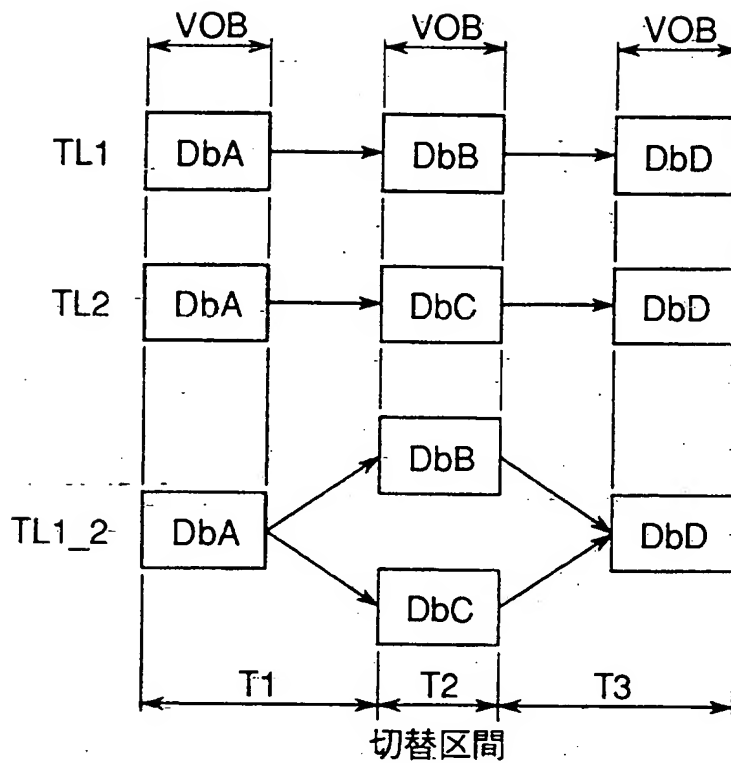 VOB VOB VOB
TL1 DbA DbB DbD
TL2 DbA DbC DbD
DbB
TL1_2 DbA DbD
DbC
T1 T2 T3
切替区間